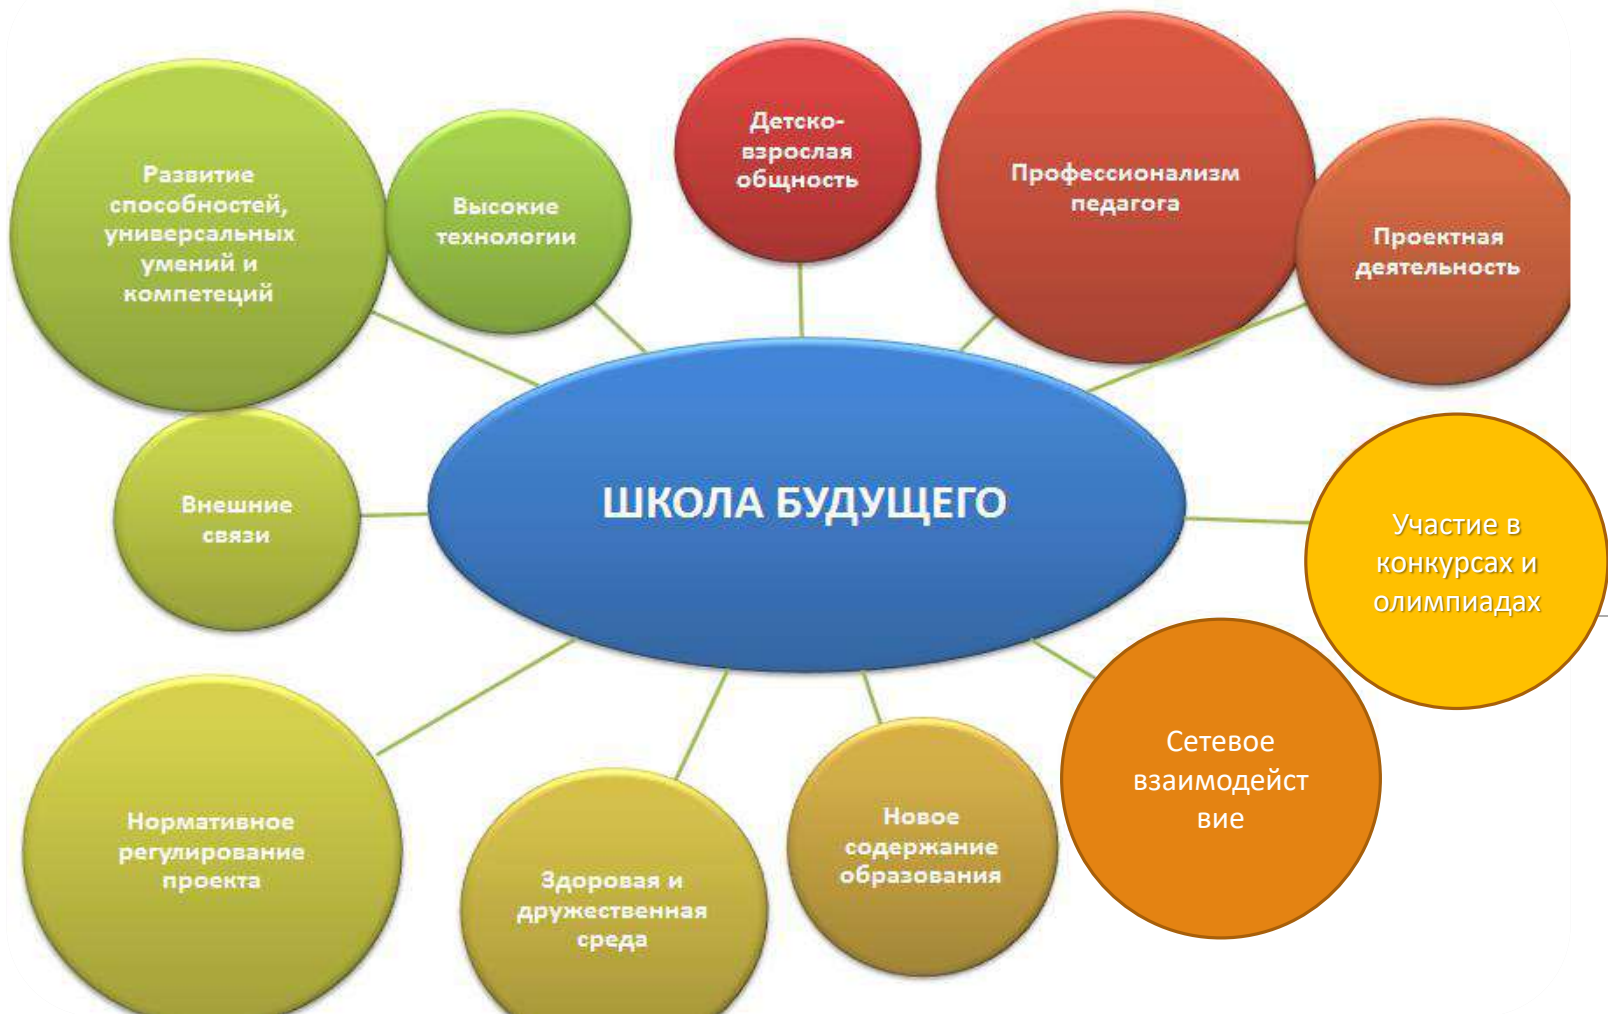 Детско-
взрослая
общность
Профессионализм
педагога
Развитие
способностей,
универсальных
умений и
компетеций
Высокие
технологии
Проектная
деятельность
ШКОЛА БУДУЩЕГО
Внешние
связи
Участие в
конкурсах и
олимпиадах
Сетевое
взаимодейст
вие
Нормативное
регулирование
проекта
Здоровая и
дружественная
среда
Новое
содержание
образования